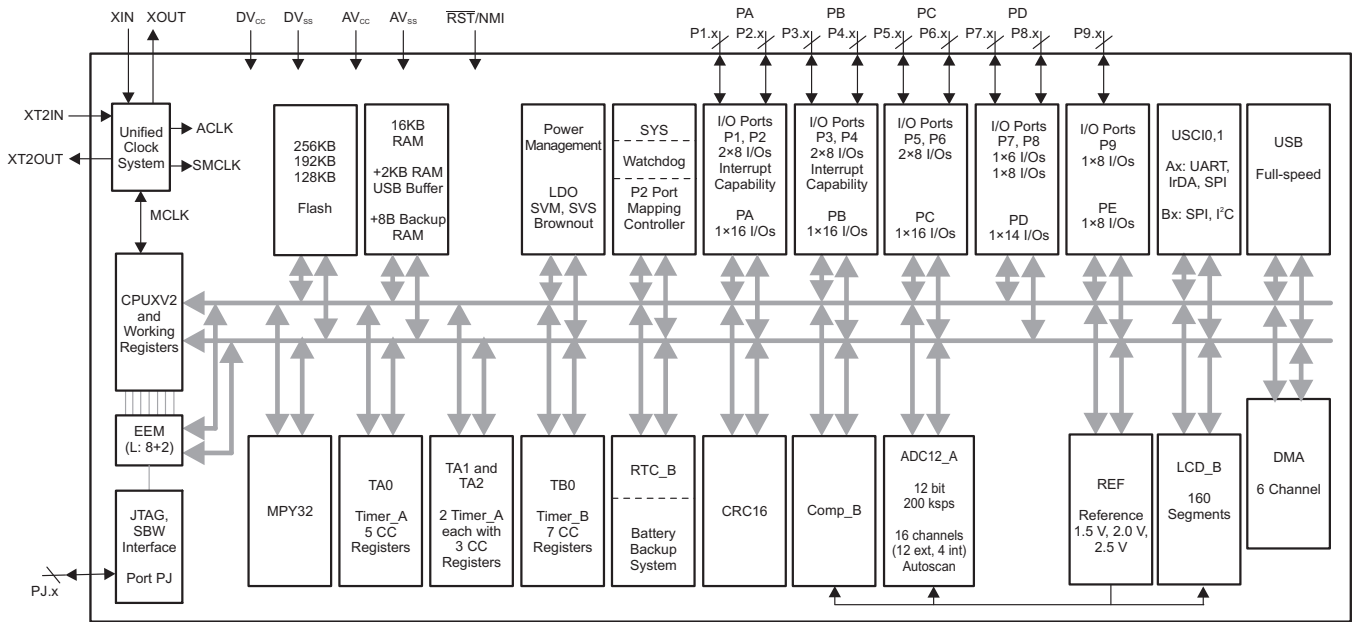 XIN XOUT DVCC DVSS AVCC AVSS RST/NMI PA PB PC PD
P1.x P2.x P3.x P4.x P5.x P6.x P7.x P8.x P9.x
XT2IN
XT2OUT
Unified
Clock
System
ACLK
SMCLK
MCLK
256KB
192KB
128KB
Flash
16KB
RAM
+2KB RAM
USB Buffer
+8B Backup
RAM
Power
Management
LDO
SVM, SVS
Brownout
SYS
Watchdog
P2 Port
Mapping
Controller
I/O Ports
P1, P2
2×8 I/Os
Interrupt
Capability
PA
1×16 I/Os
I/O Ports
P3, P4
2×8 I/Os
Interrupt
Capability
PB
1×16 I/Os
I/O Ports
P5, P6
2×8 I/Os
PC
1×16 I/Os
I/O Ports
P7, P8
1×6 I/Os
1×8 I/Os
PD
1×14 I/Os
I/O Ports
P9
1×8 I/Os
PE
1×8 I/Os
USCI0,1
Ax: UART,
IrDA, SPI
Bx: SPI, I²C
USB
Full-speed
CPUXV2
and
Working
Registers
EEM
(L: 8+2)
JTAG,
SBW
Interface
Port PJ
PJ.x
MPY32
TA0
Timer_A
5 CC
Registers
TA1 and
TA2
2 Timer_A
each with
3 CC
Registers
TB0
Timer_B
7 CC
Registers
RTC_B
Battery
Backup
System
CRC16
Comp_B
ADC12_A
12 bit
200 ksps
16 channels
(12 ext, 4 int)
Autoscan
REF
Reference
1.5 V, 2.0 V,
2.5 V
LCD_B
160
Segments
DMA
6 Channel